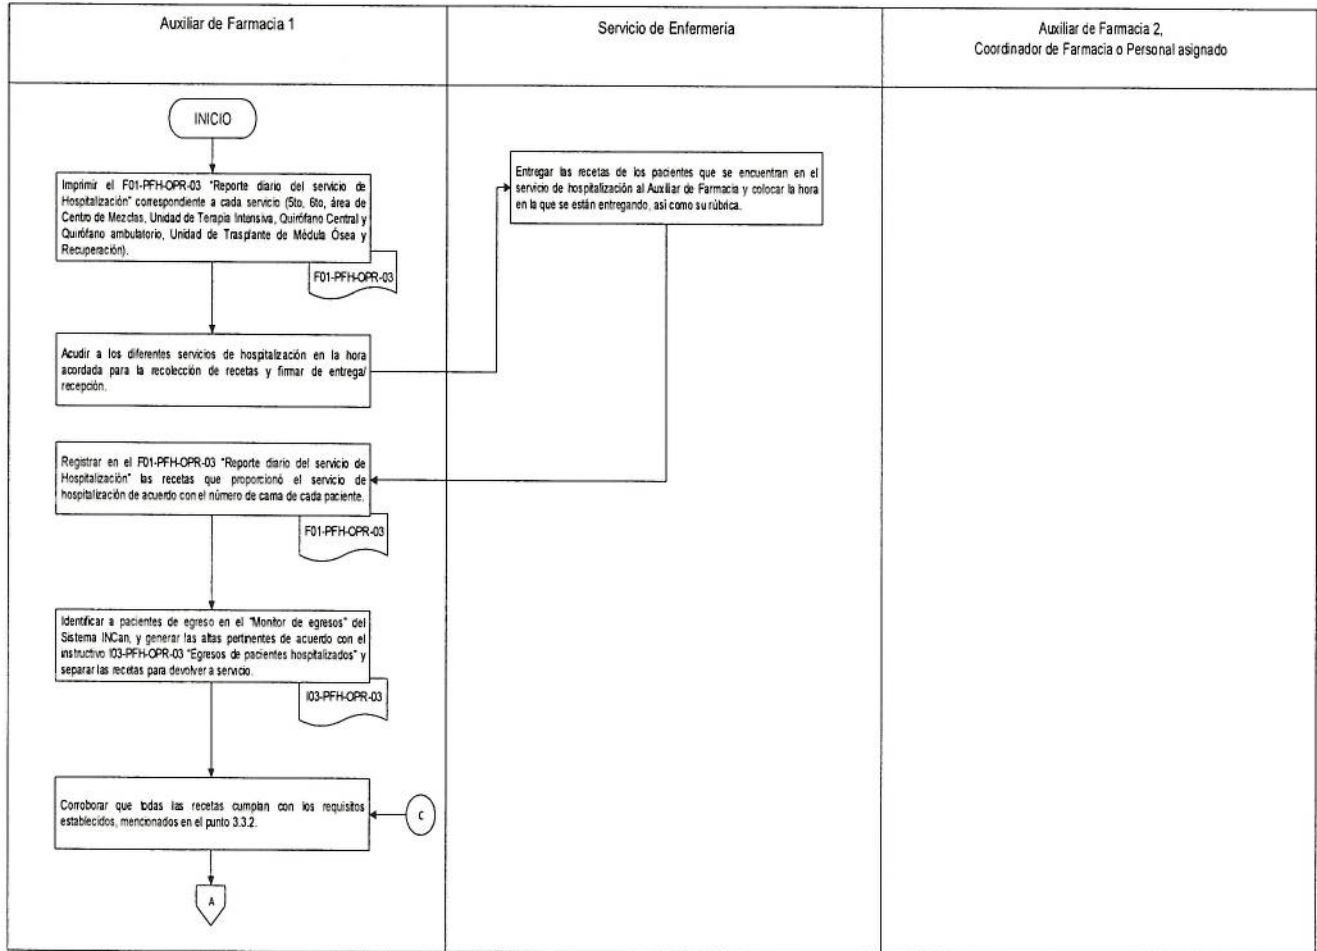 Auxiliar de Farmacia 1
Servicio de Enfermería
Auxiliar de Farmacia 2,
Coordinador de Farmacia o Personal asignado
INICIO
Imprimir el F01-PFH-OPR-03 "Reporte diario del servicio de
Hospitalización" correspondiente a cada servicio (5to, 6to, área de
Centro de Mezclas, Unidad de Terapia Intensiva, Quirófano Central y
Quirófano ambulatorio, Unidad de Trasplante de Médula Ósea y
Recuperación).
F01-PFH-OPR-03
Acudir a los diferentes servicios de hospitalización en la hora
acordada para la recolección de recetas y firmar de entrega/
recepción.
Entregar las recetas de los pacientes que se encuentran en el
servicio de hospitalización al Auxiliar de Farmacia y colocar la hora
en la que se están entregando, así como su rúbrica.
Registrar en el F01-PFH-OPR-03 "Reporte diario del servicio de
Hospitalización" las recetas que proporcionó el servicio de
hospitalización de acuerdo con el número de cama de cada paciente.
F01-PFH-OPR-03
Identificar a pacientes de egreso en el "Monitor de egresos" del
Sistema INCan, y generar las altas pertinentes de acuerdo con el
instructivo I03-PFH-OPR-03 "Egresos de pacientes hospitalizados" y
separar las recetas para devolver a servicio.
I03-PFH-OPR-03
Corroborar que todas las recetas cumplan con los requisitos
establecidos, mencionados en el punto 3.3.2.
C
A